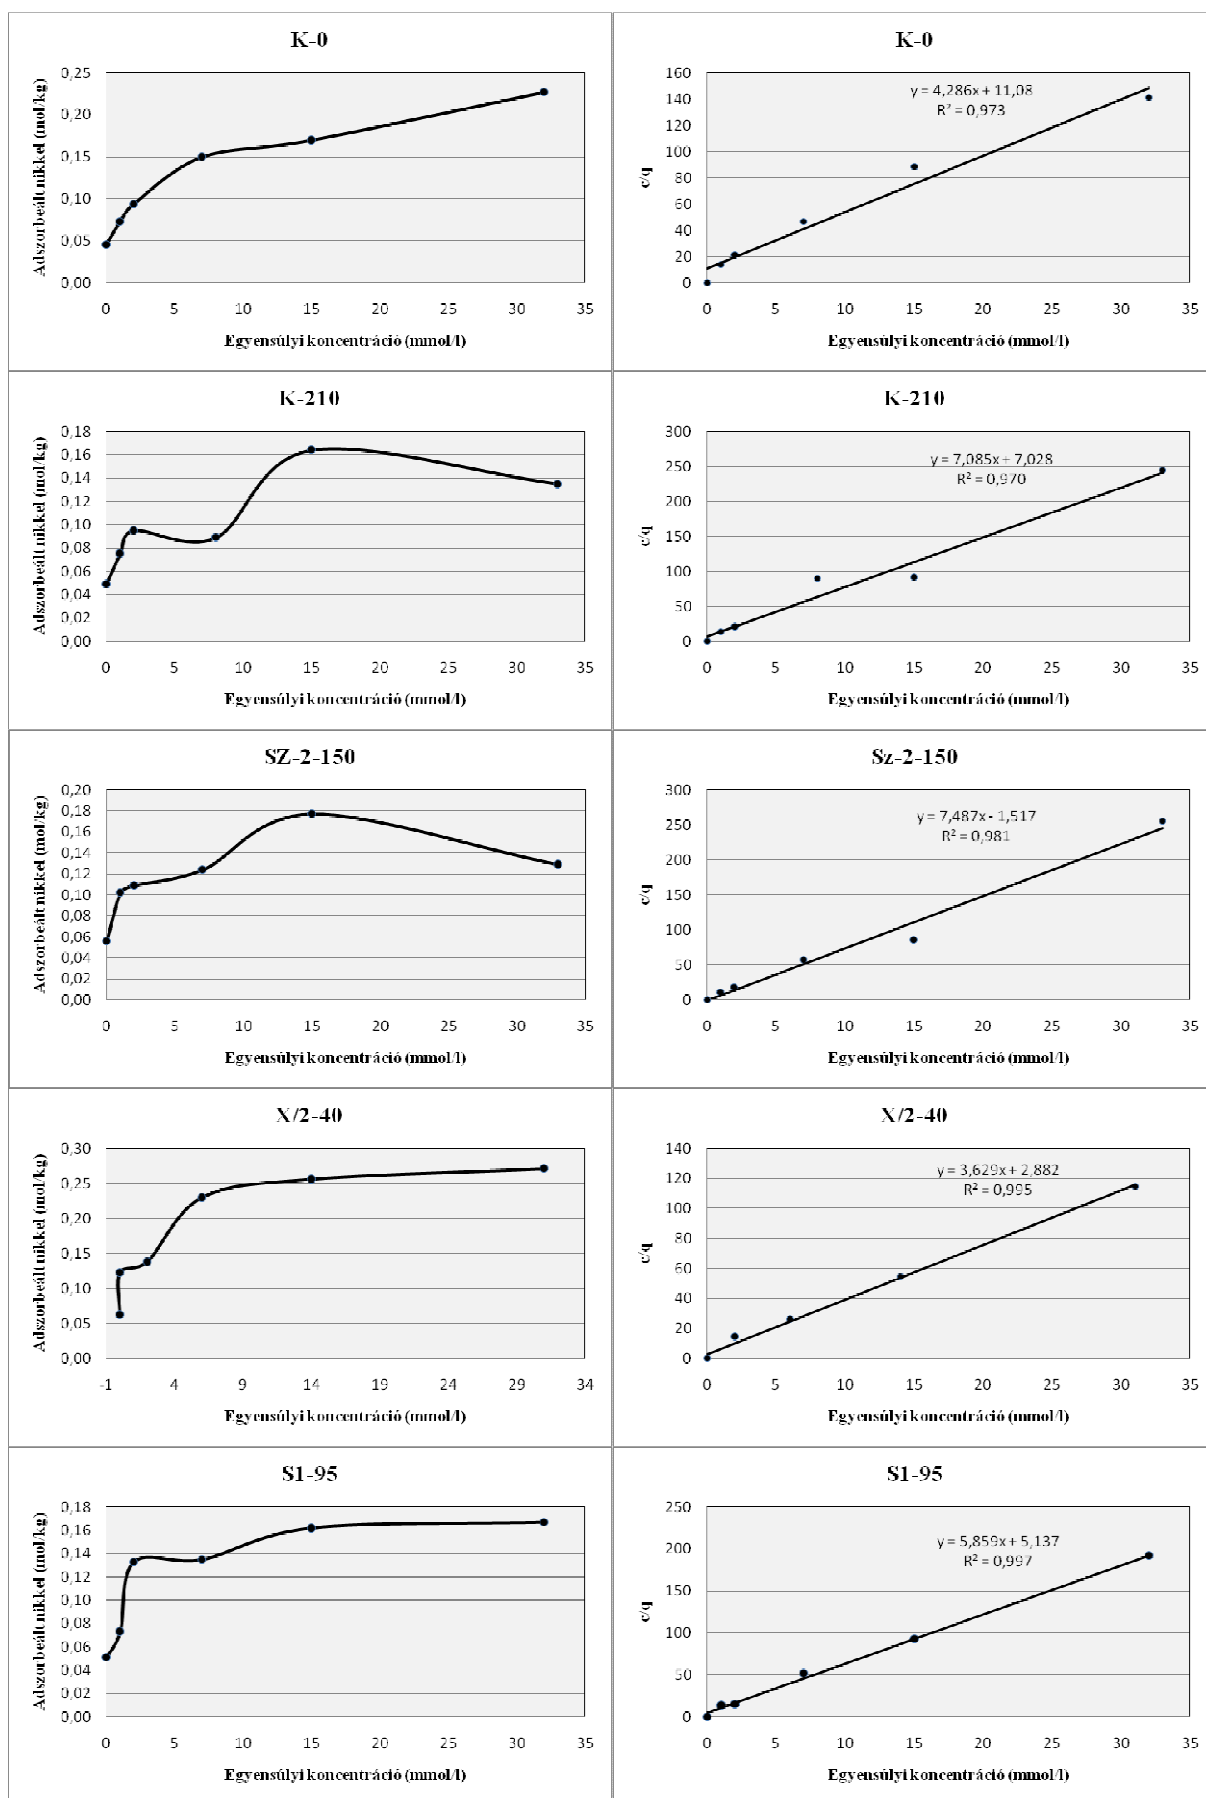 K-0
Adszorbeált nikkel (mol/kg)
0,25
0,20
0,15
0,10
0,05
0,00
0 5 10 15 20 25 30 35
Egyensúlyi koncentráció (mmol/l)
K-0
c/q
160
140
120
100
80
60
40
20
0
y = 4,286x + 11,08
R² = 0,973
0 5 10 15 20 25 30 35
Egyensúlyi koncentráció (mmol/l)
K-210
Adszorbeált nikkel (mol/kg)
0,18
0,16
0,14
0,12
0,10
0,08
0,06
0,04
0,02
0,00
0 5 10 15 20 25 30 35
Egyensúlyi koncentráció (mmol/l)
K-210
c/q
300
250
200
150
100
50
0
y = 7,085x + 7,028
R² = 0,970
0 5 10 15 20 25 30 35
Egyensúlyi koncentráció (mmol/l)
SZ-2-150
Adszorbeált nikkel (mol/kg)
0,20
0,18
0,16
0,14
0,12
0,10
0,08
0,06
0,04
0,02
0,00
0 5 10 15 20 25 30 35
Egyensúlyi koncentráció (mmol/l)
Sz-2-150
c/q
300
250
200
150
100
50
0
y = 7,487x - 1,517
R² = 0,981
0 5 10 15 20 25 30 35
Egyensúlyi koncentráció (mmol/l)
X/2-40
Adszorbeált nikkel (mol/kg)
0,30
0,25
0,20
0,15
0,10
0,05
0,00
-1 4 9 14 19 24 29 34
Egyensúlyi koncentráció (mmol/l)
X/2-40
c/q
140
120
100
80
60
40
20
0
y = 3,629x + 2,882
R² = 0,995
0 5 10 15 20 25 30 35
Egyensúlyi koncentráció (mmol/l)
S1-95
Adszorbeált nikkel (mol/kg)
0,18
0,16
0,14
0,12
0,10
0,08
0,06
0,04
0,02
0,00
0 5 10 15 20 25 30 35
Egyensúlyi koncentráció (mmol/l)
S1-95
c/q
250
200
150
100
50
0
y = 5,859x + 5,137
R² = 0,997
0 5 10 15 20 25 30 35
Egyensúlyi koncentráció (mmol/l)